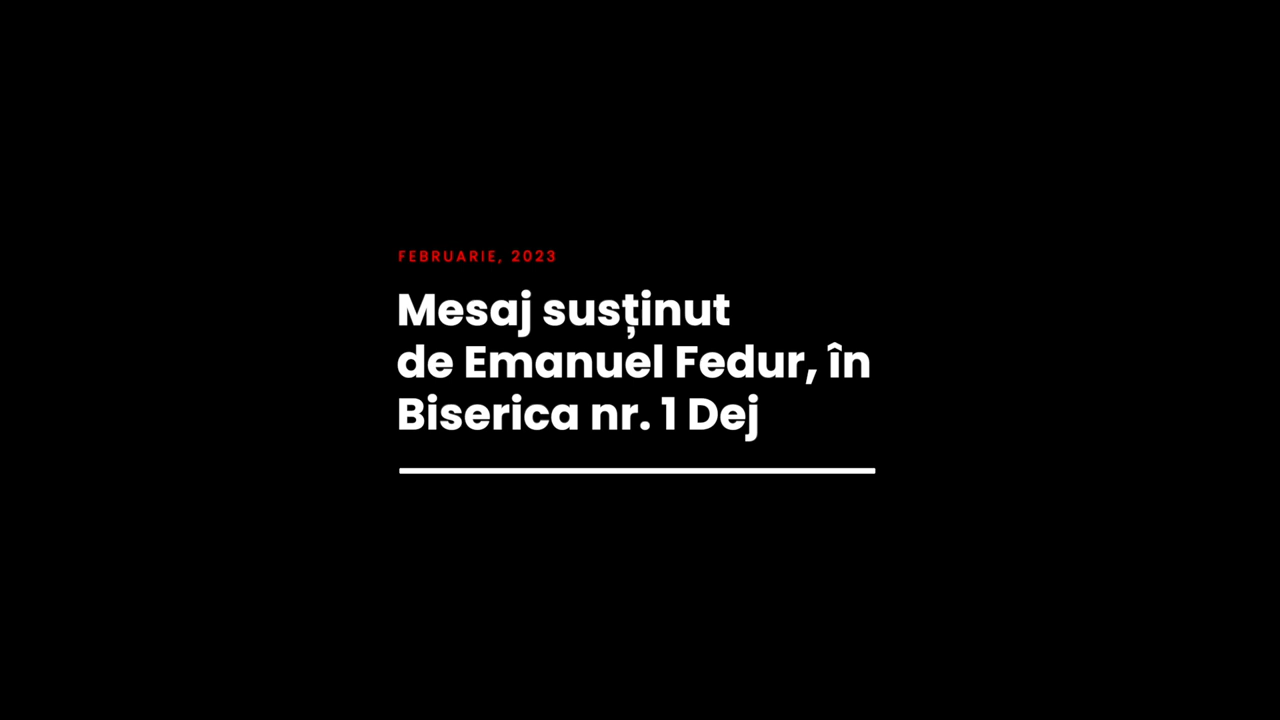 FEBRUARIE, 2023
Mesaj susținut
de Emanuel Fedur, în
Biserica nr. 1 Dej